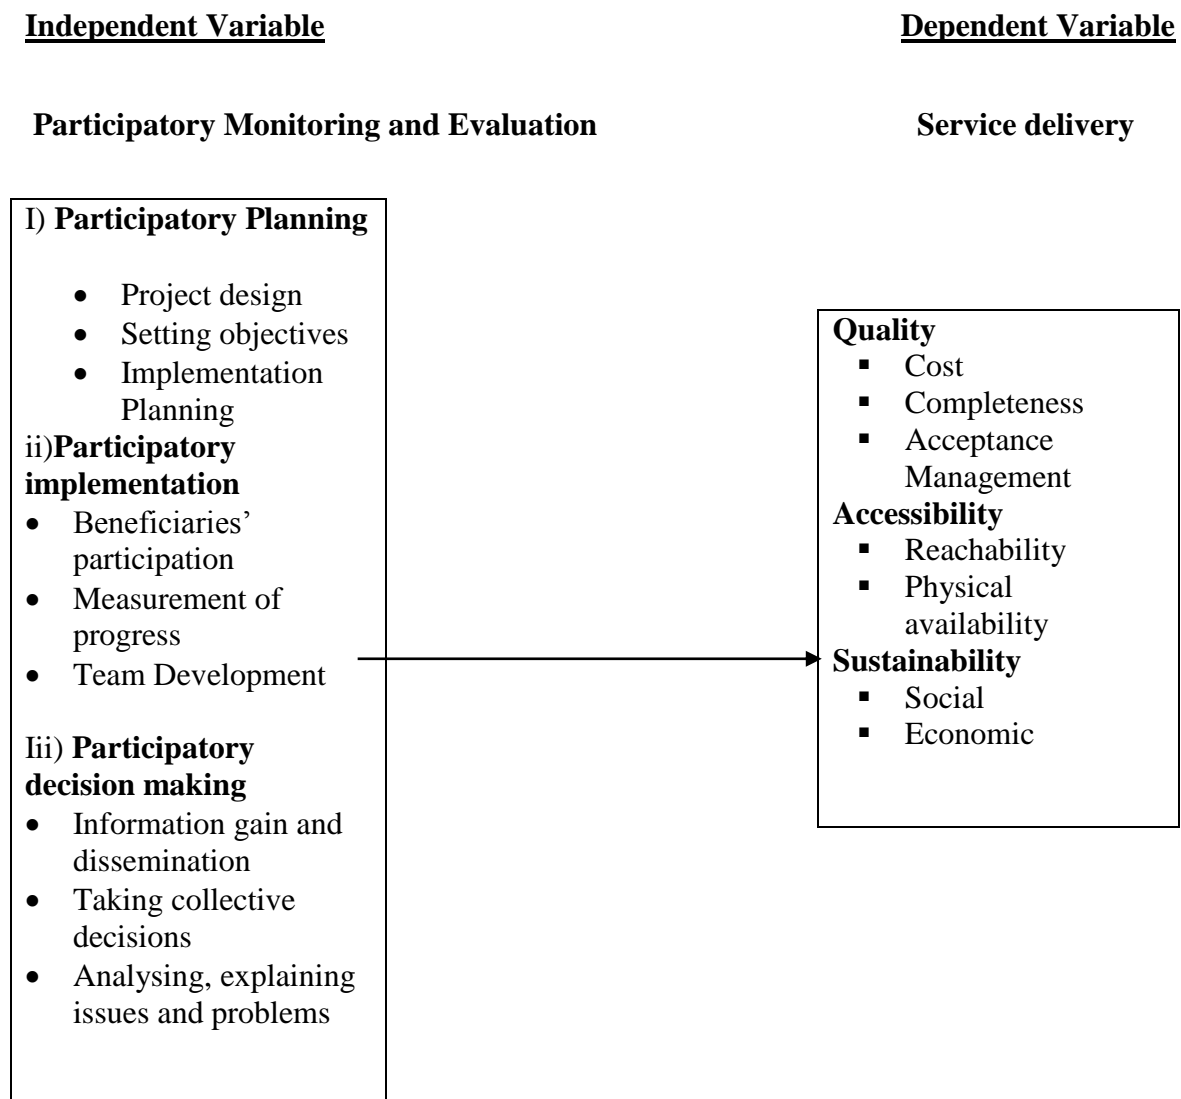 Independent Variable
Dependent Variable
Participatory Monitoring and Evaluation
Service delivery
I) Participatory Planning
• Project design
• Setting objectives
• Implementation
Planning
ii)Participatory
implementation
• Beneficiaries’
participation
• Measurement of
progress
• Team Development
Iii) Participatory
decision making
• Information gain and
dissemination
• Taking collective
decisions
• Analysing, explaining
issues and problems
Quality
▪ Cost
▪ Completeness
▪ Acceptance
Management
Accessibility
▪ Reachability
▪ Physical
availability
Sustainability
▪ Social
▪ Economic